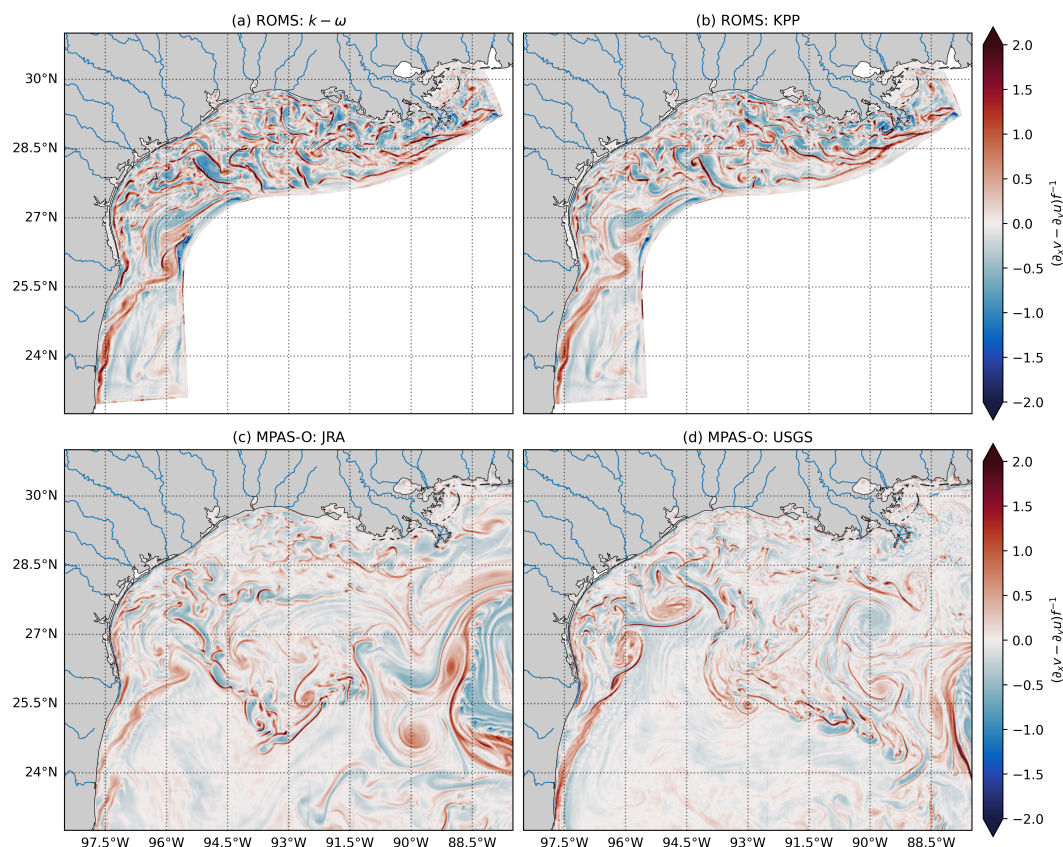 (a) ROMS: k − ω
(b) ROMS: KPP
30°N
28.5°N
27°N
25.5°N
24°N
2.0
1.5
1.0
0.5
0.0
−0.5
−1.0
−1.5
−2.0
(∂ₓv − ∂ᵧu)f⁻¹
(c) MPAS-O: JRA
(d) MPAS-O: USGS
30°N
28.5°N
27°N
25.5°N
24°N
2.0
1.5
1.0
0.5
0.0
−0.5
−1.0
−1.5
−2.0
(∂ₓv − ∂ᵧu)f⁻¹
97.5°W 96°W 94.5°W 93°W 91.5°W 90.0°W 88.5°W
97.5°W 96°W 94.5°W 93°W 91.5°W 90.0°W 88.5°W